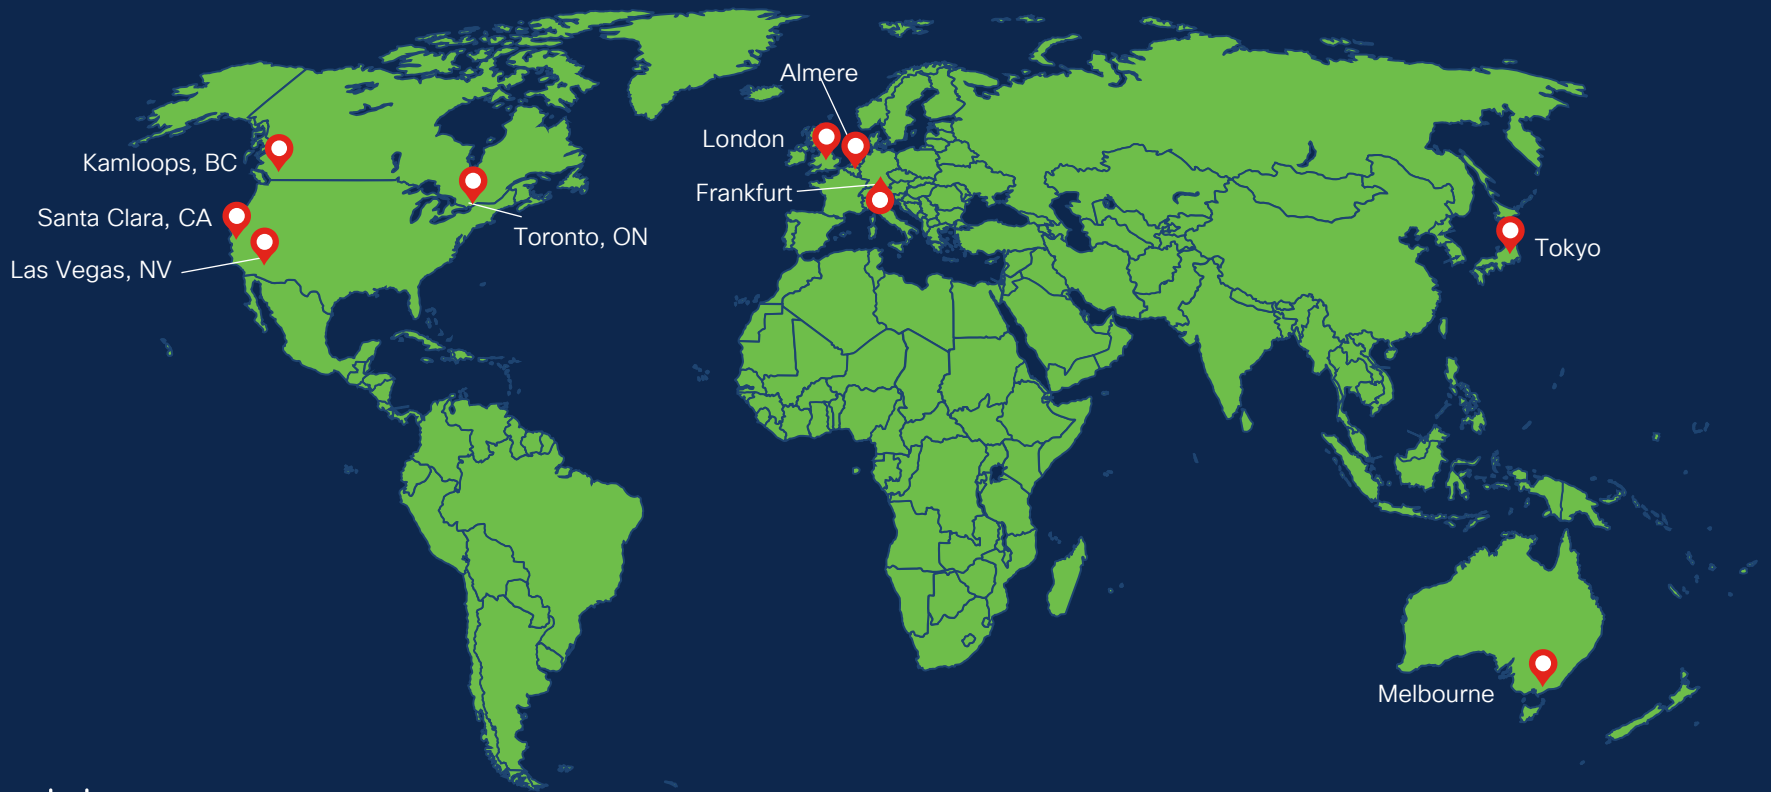 Almere
London
Kamloops, BC
Frankfurt
Santa Clara, CA
Toronto, ON
Tokyo
Las Vegas, NV
Melbourne